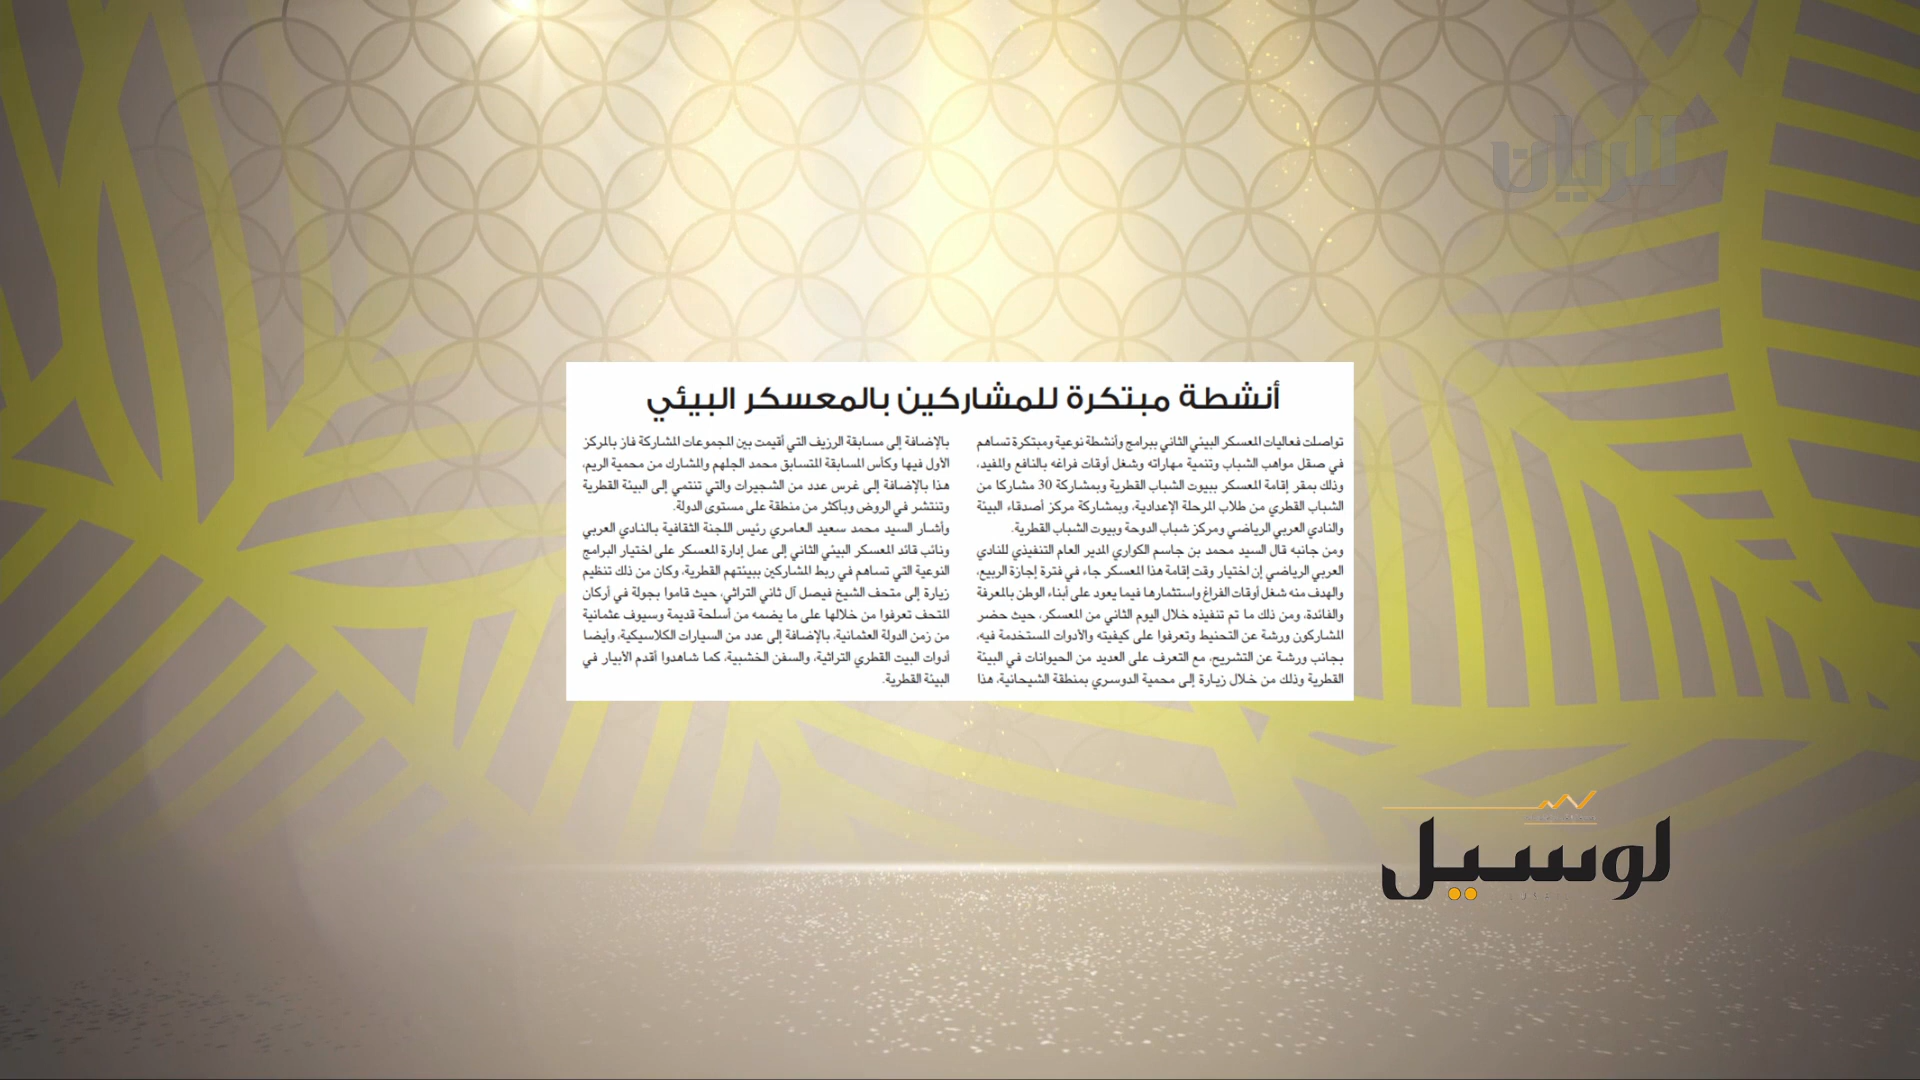 الريان
أنشطة مبتكرة للمشاركين بالمعسكر البيئي
تواصلت فعاليات المعسكر البيئي الثاني ببرامج وأنشطة نوعية ومبتكرة تساهم
في صقل مواهب الشباب وتنمية مهاراته وشغل أوقات فراغه بالنافع والمفيد،
وذلك بمقر إقامة المعسكر ببيوت الشباب القطرية وبمشاركة 30 مشاركا من
الشباب القطري من طلاب المرحلة الإعدادية، وبمشاركة مركز أصدقاء البيئة
والنادي العربي الرياضي ومركز شباب الدوحة وبيوت الشباب القطرية.
ومن جانبه قال السيد محمد بن جاسم الكواري المدير العام التنفيذي للنادي
العربي الرياضي إن اختيار وقت إقامة هذا المعسكر جاء في فترة إجازة الربيع،
والهدف منه شغل أوقات الفراغ واستثمارها فيما يعود على أبناء الوطن بالمعرفة
والفائدة، ومن ذلك ما تم تنفيذه خلال اليوم الثاني من المعسكر، حيث حضر
المشاركون ورشة عن التحنيط وتعرفوا على كيفيته والأدوات المستخدمة فيه،
بجانب ورشة عن التشريح، مع التعرف على العديد من الحيوانات في البيئة
القطرية وذلك من خلال زيارة إلى محمية الدوسري بمنطقة الشيحانية، هذا
بالإضافة إلى مسابقة الرزيف التي أقيمت بين المجموعات المشاركة فاز بالمركز
الأول فيها وكأس المسابقة المتسابق محمد الجلهم والمشارك من محمية الريم،
هذا بالإضافة إلى غرس عدد من الشجيرات والتي تنتمي إلى البيئة القطرية
وتنتشر في الروض وبأكثر من منطقة على مستوى الدولة.
وأشار السيد محمد سعيد العامري رئيس اللجنة الثقافية بالنادي العربي
ونائب قائد المعسكر البيئي الثاني إلى عمل إدارة المعسكر على اختيار البرامج
النوعية التي تساهم في ربط المشاركين ببيئتهم القطرية، وكان من ذلك تنظيم
زيارة إلى متحف الشيخ فيصل آل ثاني التراثي، حيث قاموا بجولة في أركان
المتحف تعرفوا من خلالها على ما يضمه من أسلحة قديمة وسيوف عثمانية
من زمن الدولة العثمانية، بالإضافة إلى عدد من السيارات الكلاسيكية، وأيضا
أدوات البيت القطري التراثية، والسفن الخشبية، كما شاهدوا أقدم الأبيار في
البيئة القطرية.
لوسيل